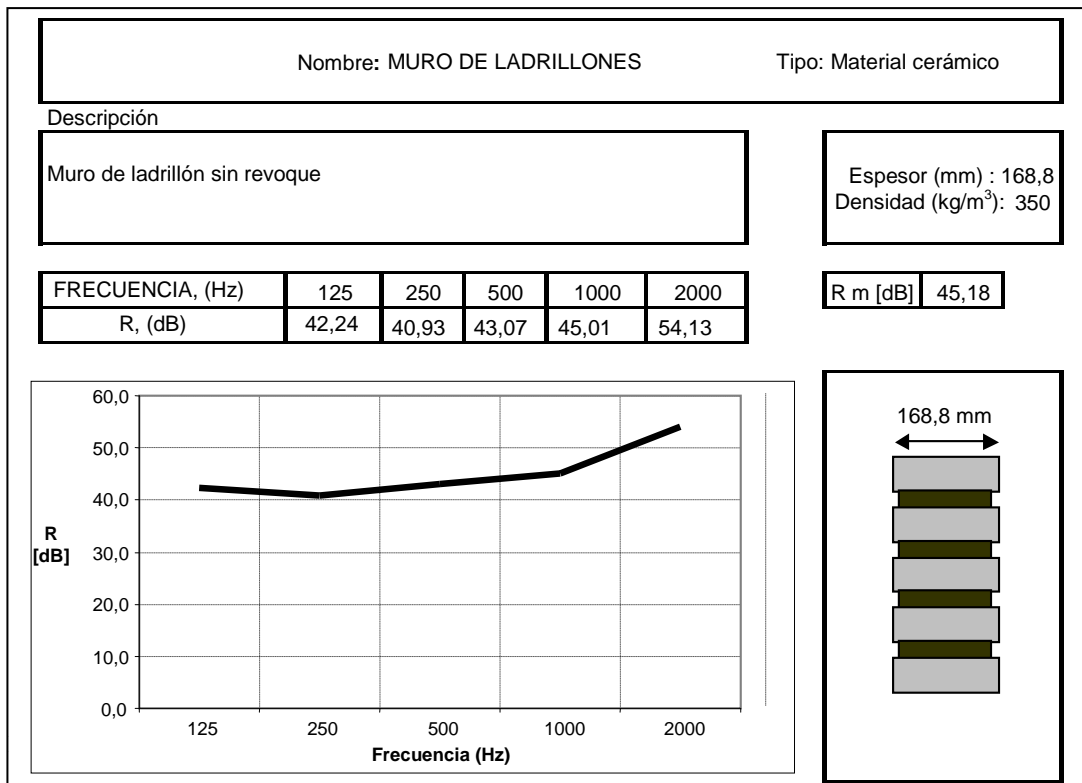 Nombre: MURO DE LADRILLONES Tipo: Material cerámico
Descripción
Muro de ladrillón sin revoque
Espesor (mm) : 168,8
Densidad (kg/m³): 350
FRECUENCIA, (Hz) 125 250 500 1000 2000
R, (dB) 42,24 40,93 43,07 45,01 54,13
R m [dB] 45,18
60,0
50,0
40,0
30,0
20,0
10,0
0,0
R
[dB]
125 250 500 1000 2000
Frecuencia (Hz)
168,8 mm